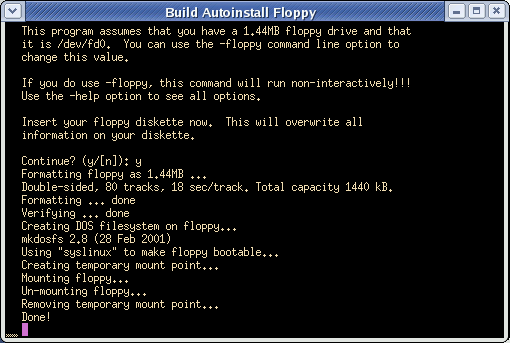 Build Autoinstall Floppy
This program assumes that you have a 1.44MB floppy drive and that
it is /dev/fd0.  You can use the -floppy command line option to
change this value.
If you do use -floppy, this command will run non-interactively!!!
Use the -help option to see all options.
Insert your floppy diskette now.  This will overwrite all
information on your diskette.
Continue? (y/[n]): y
Formatting floppy as 1.44MB ...
Double-sided, 80 tracks, 18 sec/track. Total capacity 1440 kB.
Formatting ... done
Verifying ... done
Creating DOS filesystem on floppy...
mkdosfs 2.8 (28 Feb 2001)
Using "syslinux" to make floppy bootable...
Creating temporary mount point...
Mounting floppy...
Un-mounting floppy...
Removing temporary mount point...
Done!